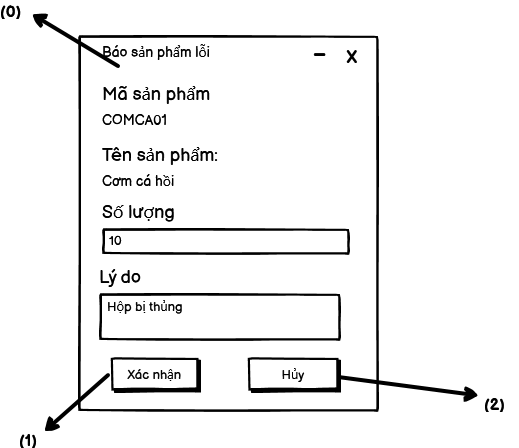 (0)
Báo sản phẩm lỗi
– X
Mã sản phẩm
COMCA01
Tên sản phẩm:
Cơm cá hồi
Số lượng
10
Lý do
Hộp bị thủng
Xác nhận Hủy
(2)
(1)